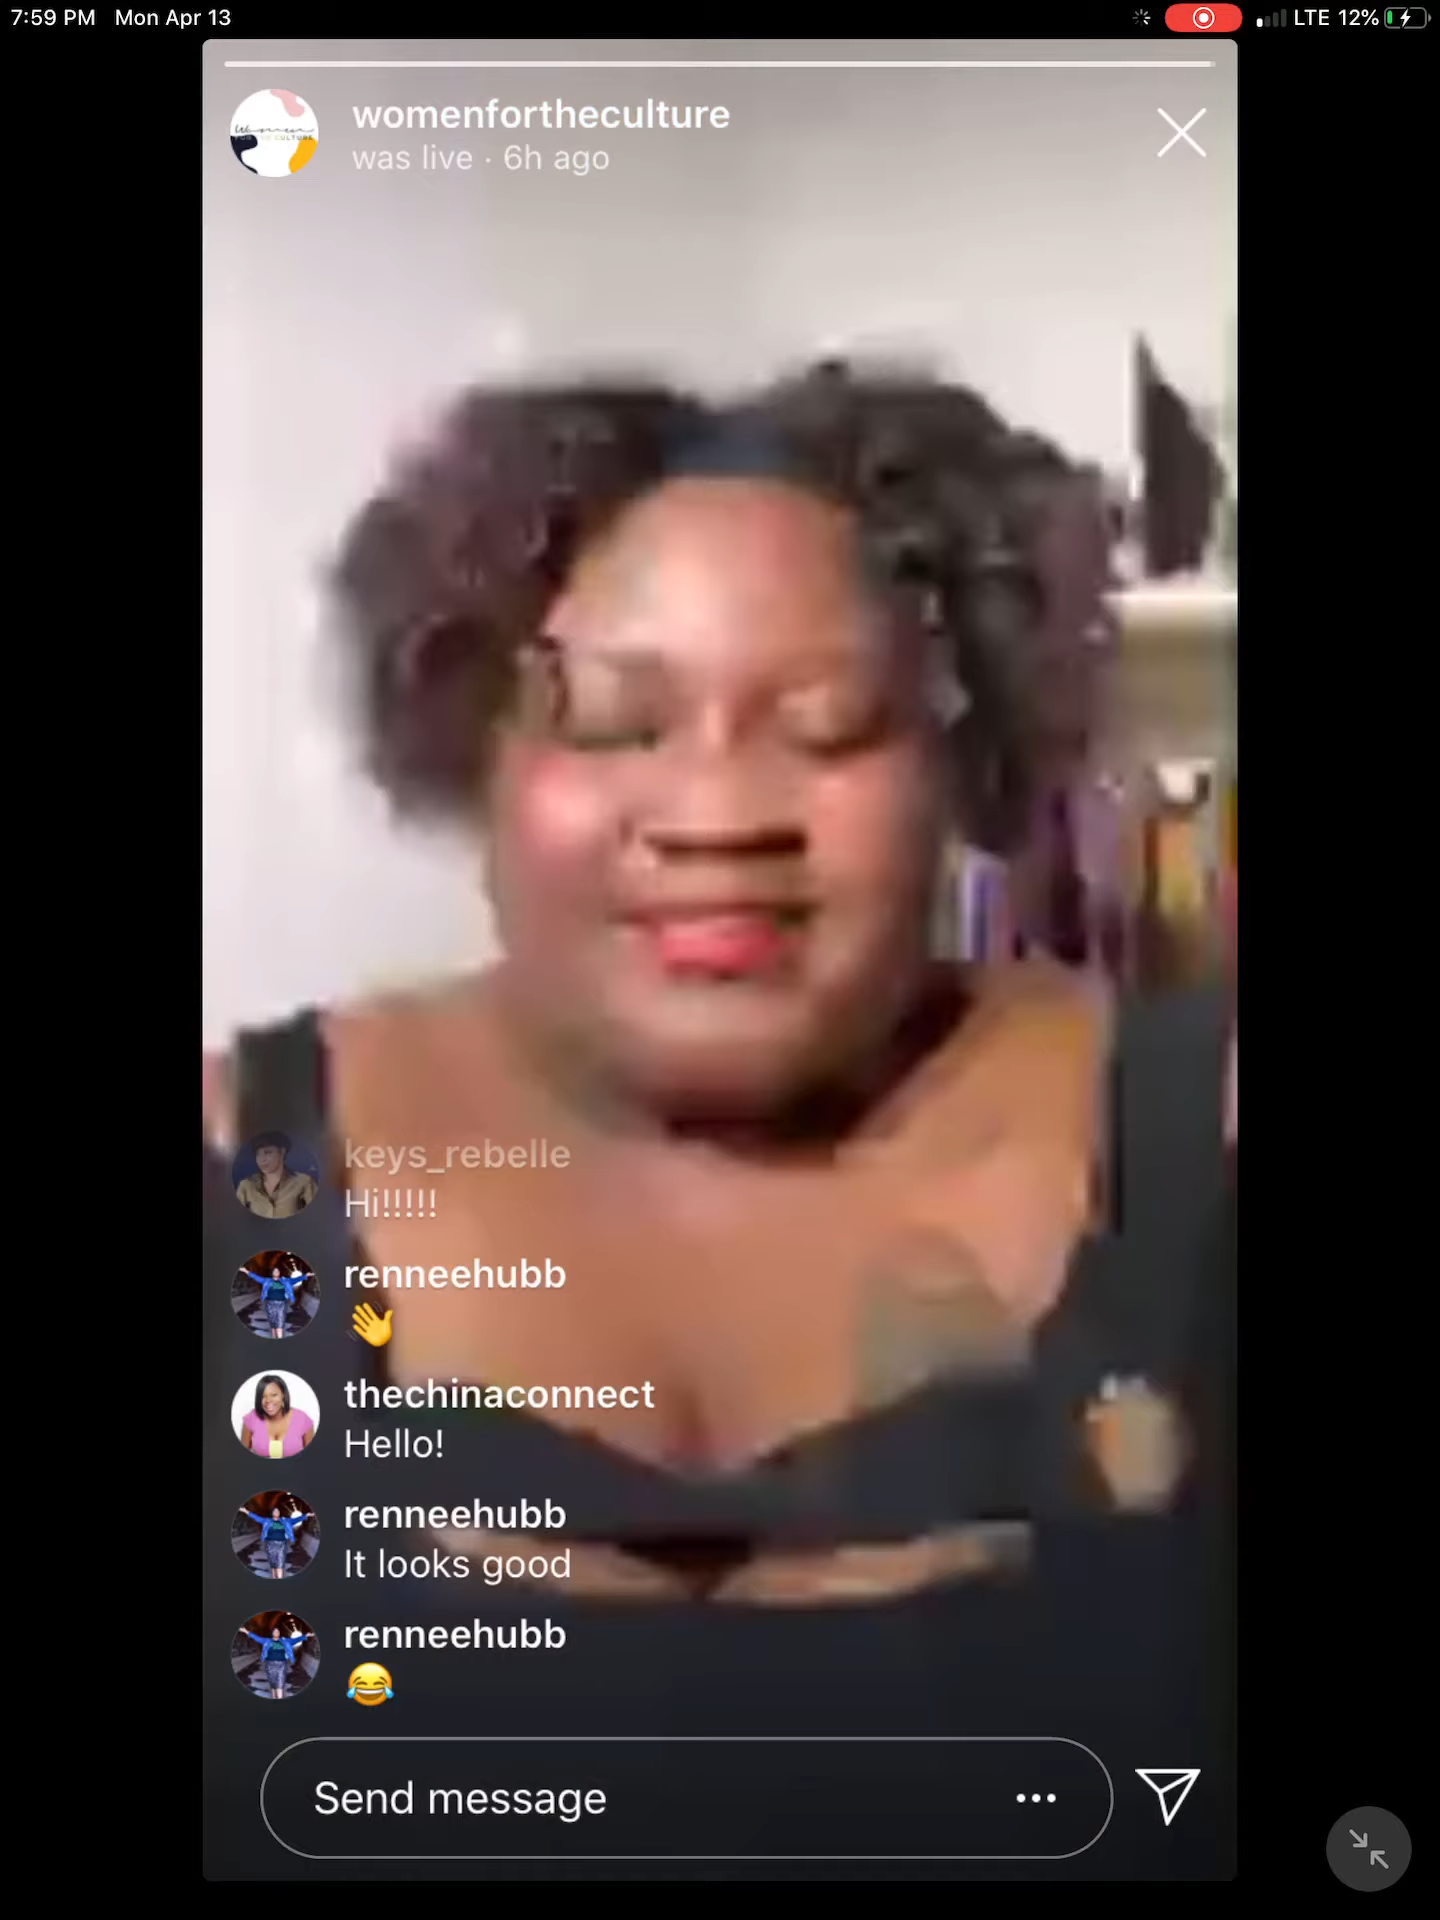 7:59 PM Mon Apr 13
LTE 12%
womenfortheculture
was live · 6h ago
keys_rebelle
Hi!!!!!
renneehubb
👋
thechinaconnect
Hello!
renneehubb
It looks good
renneehubb
😂
Send message